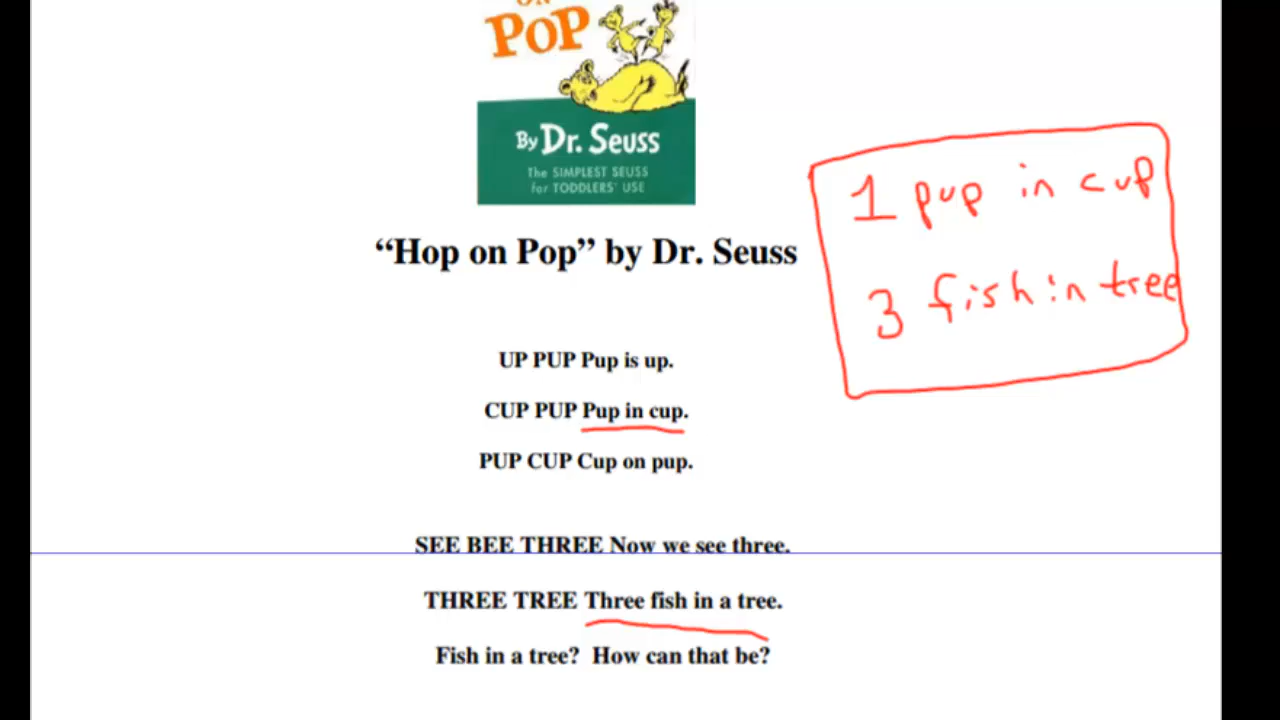 ON
POP
By Dr. Seuss
The SIMPLEST SEUSS
for TODDLERS' USE
1 pup in cup
3 fish in tree
“Hop on Pop” by Dr. Seuss
UP PUP Pup is up.
CUP PUP Pup in cup.
PUP CUP Cup on pup.
SEE BEE THREE Now we see three.
THREE TREE Three fish in a tree.
Fish in a tree? How can that be?